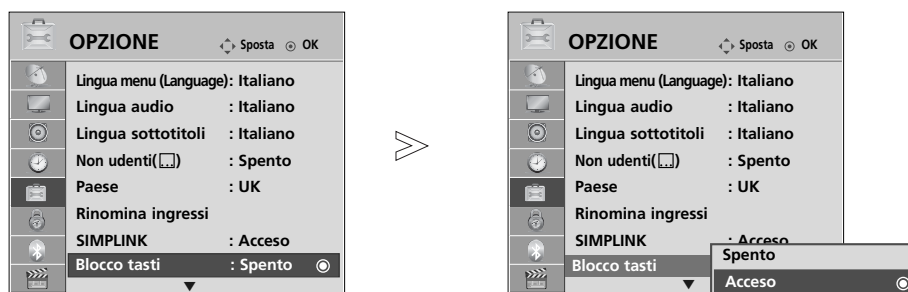 OPZIONE Sposta OK
Lingua menu (Language): Italiano
Lingua audio : Italiano
Lingua sottotitoli : Italiano
Non udenti( ) : Spento
Paese : UK
Rinomina ingressi
SIMPLINK : Acceso
Blocco tasti : Spento
OPZIONE Sposta OK
Lingua menu (Language): Italiano
Lingua audio : Italiano
Lingua sottotitoli : Italiano
Non udenti( ) : Spento
Paese : UK
Rinomina ingressi
SIMPLINK : Acceso
Blocco tasti
Spento
Acceso